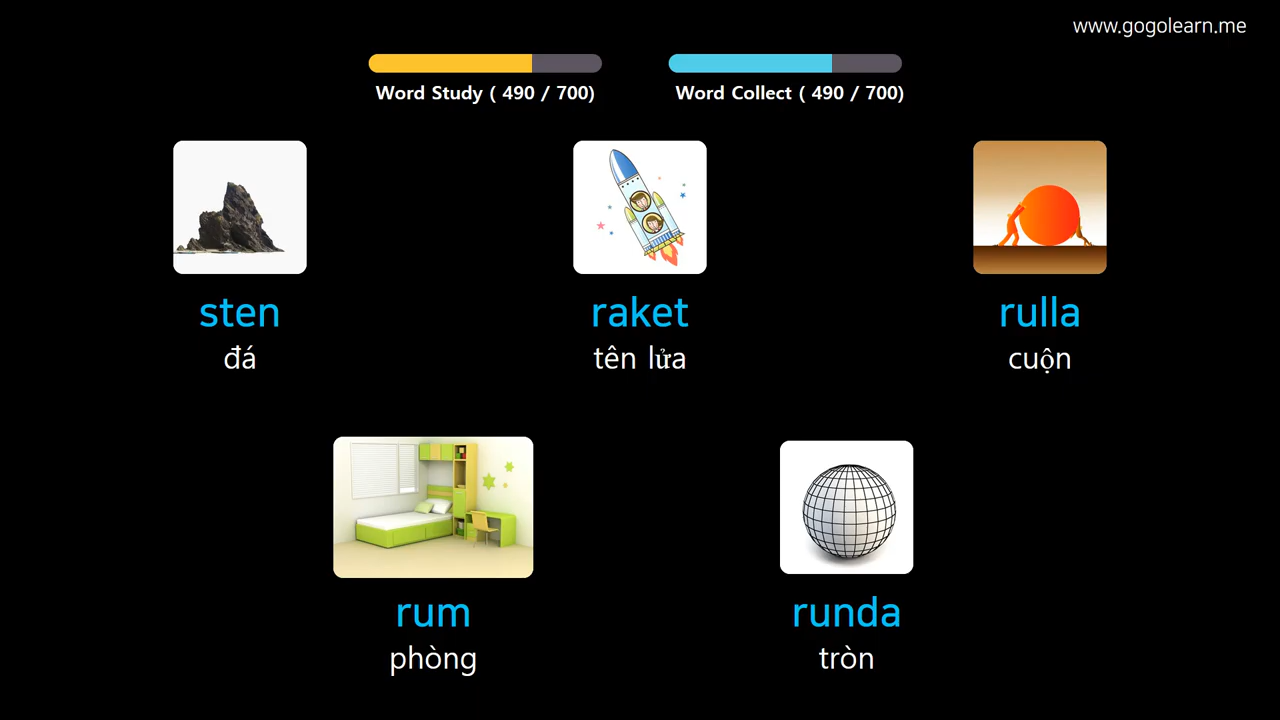 www.gogolearn.me
Word Study ( 490 / 700)
Word Collect ( 490 / 700)
sten
đá
raket
tên lửa
rulla
cuộn
rum
phòng
runda
tròn